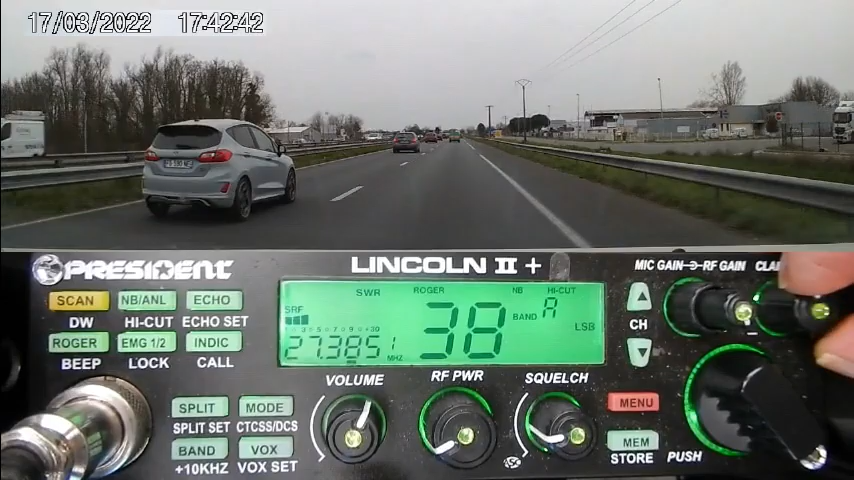 17/03/2022 17:42:42
PRESIDENT LINCOLN II +
MIC GAIN RF GAIN CLA
SCAN NB/ANL ECHO
DW HI-CUT ECHO SET
ROGER EMG 1/2 INDIC
BEEP LOCK CALL
SWR ROGER NB HI-CUT
SRF
38 BAND A
LSB
27.385 MHZ
CH
VOLUME RF PWR SQUELCH
SPLIT MODE
SPLIT SET CTCSS/DCS
BAND VOX
+10KHZ VOX SET
MENU
MEM
STORE PUSH